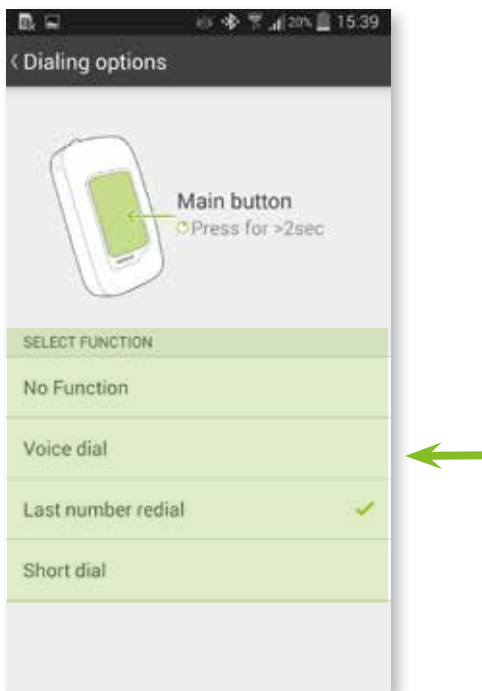 20% 15:39
Dialing options
Main button
Press for >2sec
SELECT FUNCTION
No Function
Voice dial
Last number redial
Short dial